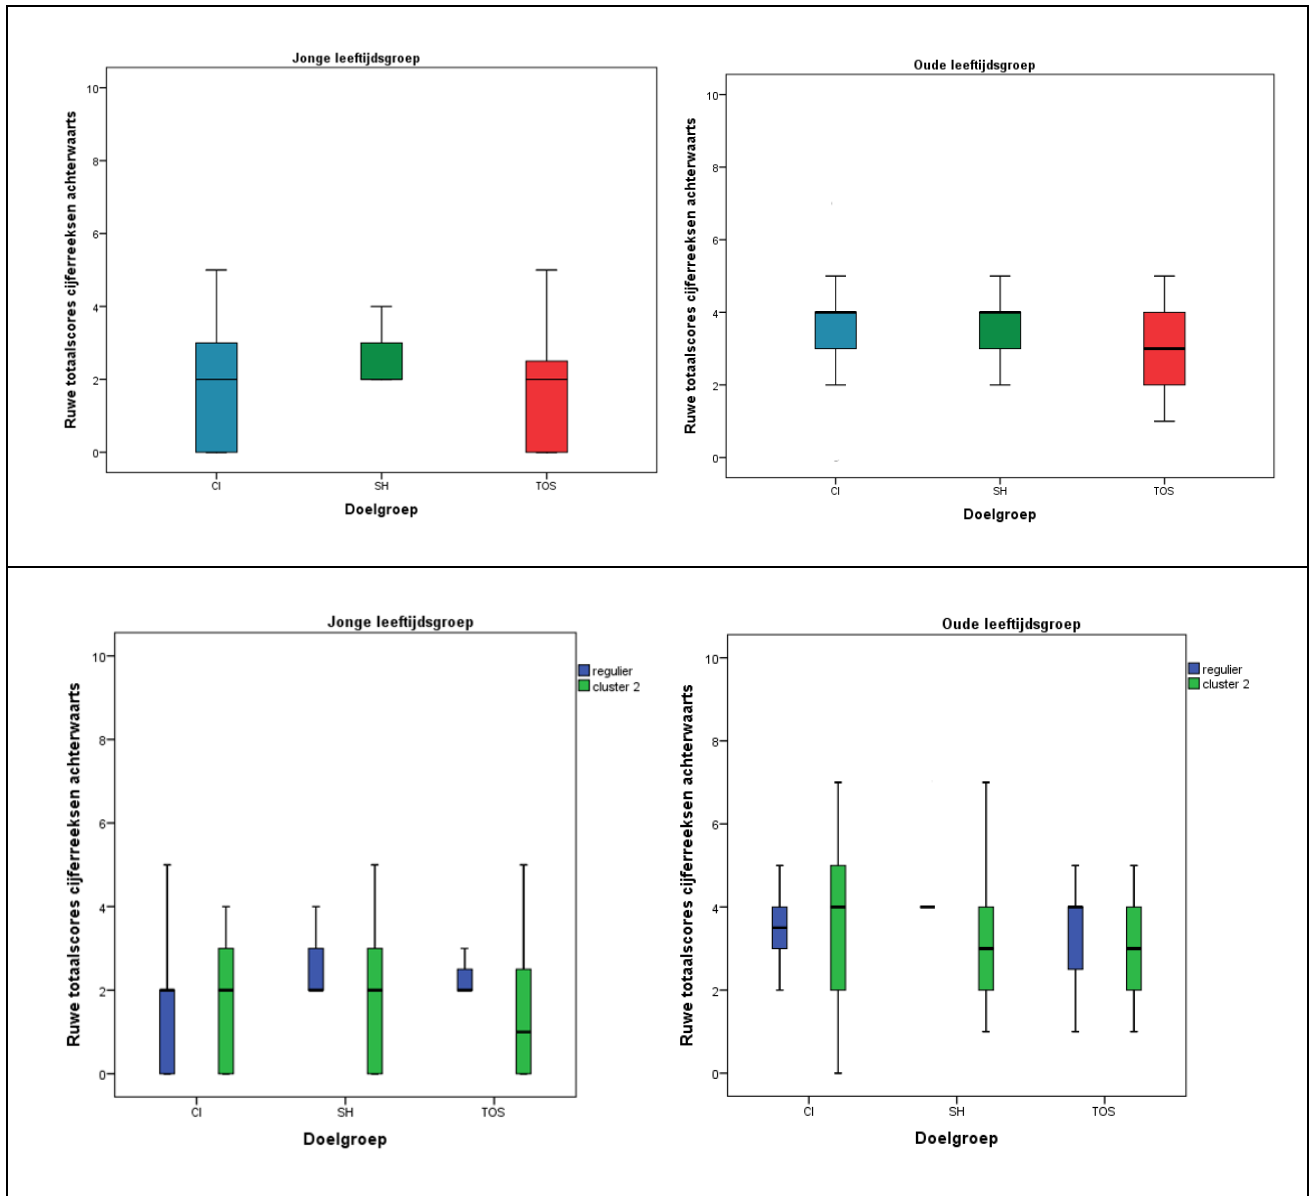 Jonge leeftijdsgroep
Ruwe totaalscores cijferreeksen achterwaarts
10
8
6
4
2
0
CI SH TOS
Doelgroep
Oude leeftijdsgroep
Ruwe totaalscores cijferreeksen achterwaarts
10
8
6
4
2
0
CI SH TOS
Doelgroep
Jonge leeftijdsgroep
Ruwe totaalscores cijferreeksen achterwaarts
10
8
6
4
2
0
CI SH TOS
Doelgroep
regulier
cluster 2
Oude leeftijdsgroep
Ruwe totaalscores cijferreeksen achterwaarts
10
8
6
4
2
0
CI SH TOS
Doelgroep
regulier
cluster 2